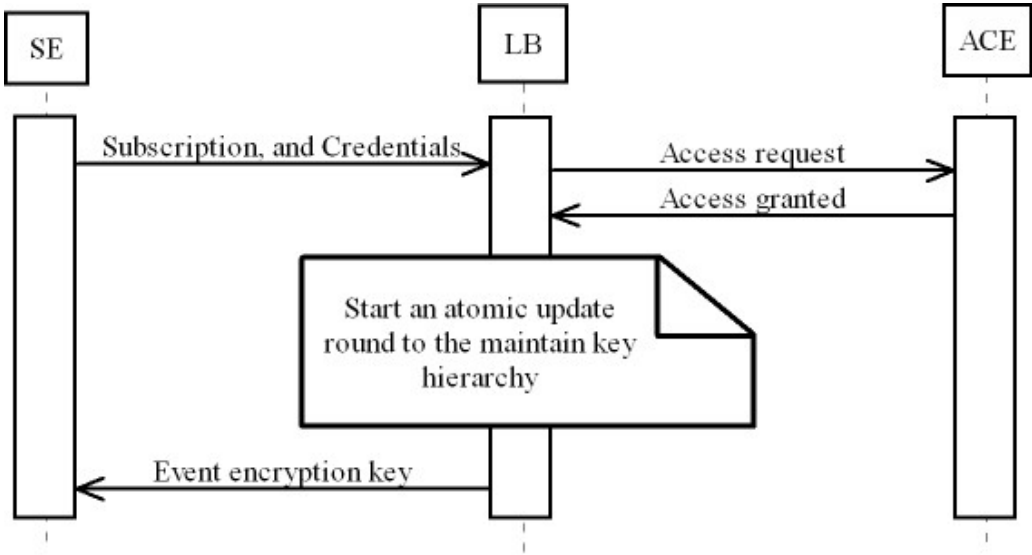 SE
LB
ACE
Subscription, and Credentials
Access request
Access granted
Start an atomic update
round to the maintain key
hierarchy
Event encryption key